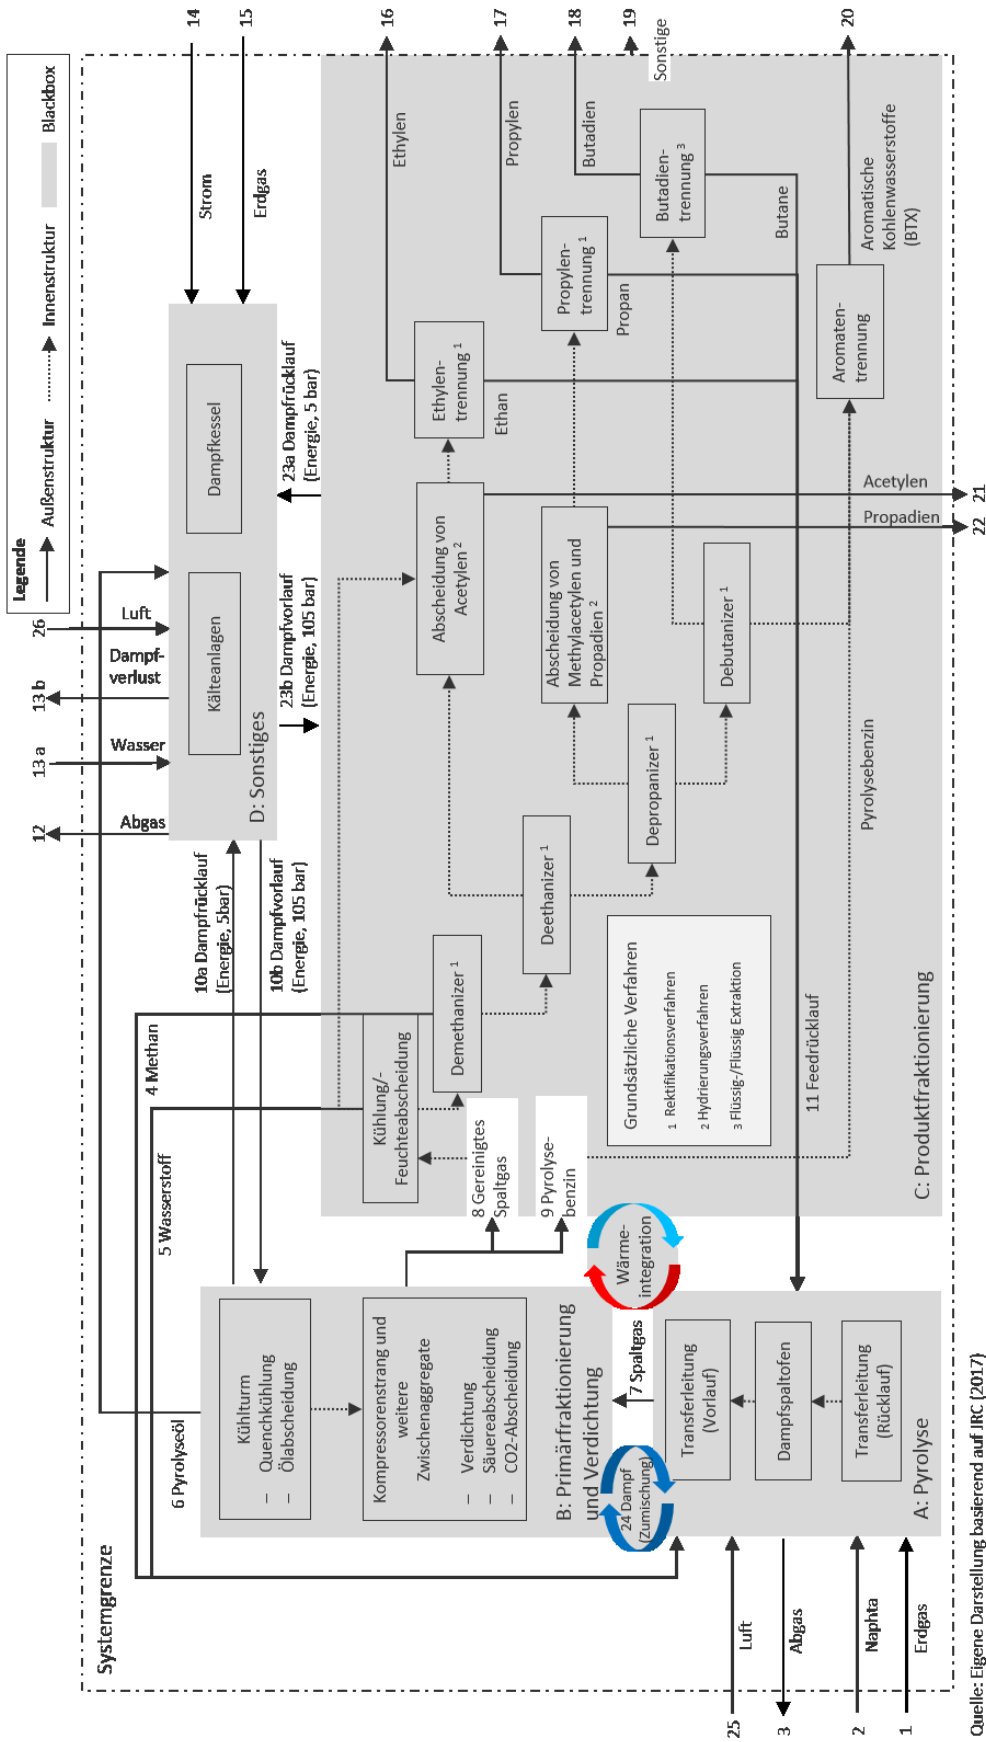 Legende
Außenstruktur
Innenstruktur
Blackbox
Systemgrenze
26
Luft
13 b
Dampf-
verlust
13 a
Wasser
12
Abgas
14
Strom
15
Erdgas
D: Sonstiges
Kälteanlagen
Dampfkessel
10a Dampfrücklauf
(Energie, 5bar)
10b Dampfvorlauf
(Energie, 105 bar)
23b Dampfvorlauf
(Energie, 105 bar)
23a Dampfrücklauf
(Energie, 5 bar)
4 Methan
5 Wasserstoff
6 Pyrolyseöl
Kühlturm
– Quenchkühlung
– Ölabscheidung
Kompressorenstrang und
weitere
Zwischenaggregate
– Verdichtung
– Säureabscheidung
– CO2-Abscheidung
B: Primärfraktionierung
und Verdichtung
24 Dampf
(Zumischung)
7 Spaltgas
Wärme-
integration
Transferleitung
(Vorlauf)
Dampfspaltofen
Transferleitung
(Rücklauf)
A: Pyrolyse
25
Luft
3
Abgas
2
Naphta
1
Erdgas
8 Gereinigtes
Spaltgas
9 Pyrolyse-
benzin
Kühlung/-
Feuchteabscheidung
Demethanizer 1
Deethanizer 1
Depropanizer 1
Debutanizer 1
Abscheidung von
Acetylen 2
Abscheidung von
Methylacetylen und
Propadien 2
Ethylen-
trennung 1
Ethan
Propylen-
trennung 1
Propan
Butadien-
trennung 3
Butane
Aromaten-
trennung
Grundsätzliche Verfahren
1 Rektifikationsverfahren
2 Hydrierungsverfahren
3 Flüssig-/Flüssig Extraktion
11 Feedrücklauf
Pyrolysebenzin
C: Produktfraktionierung
Ethylen
16
Propylen
17
Butadien
18
Sonstige
19
Aromatische
Kohlenwasserstoffe
(BTX)
20
Acetylen
21
Propadien
22
Quelle: Eigene Darstellung basierend auf JRC (2017)